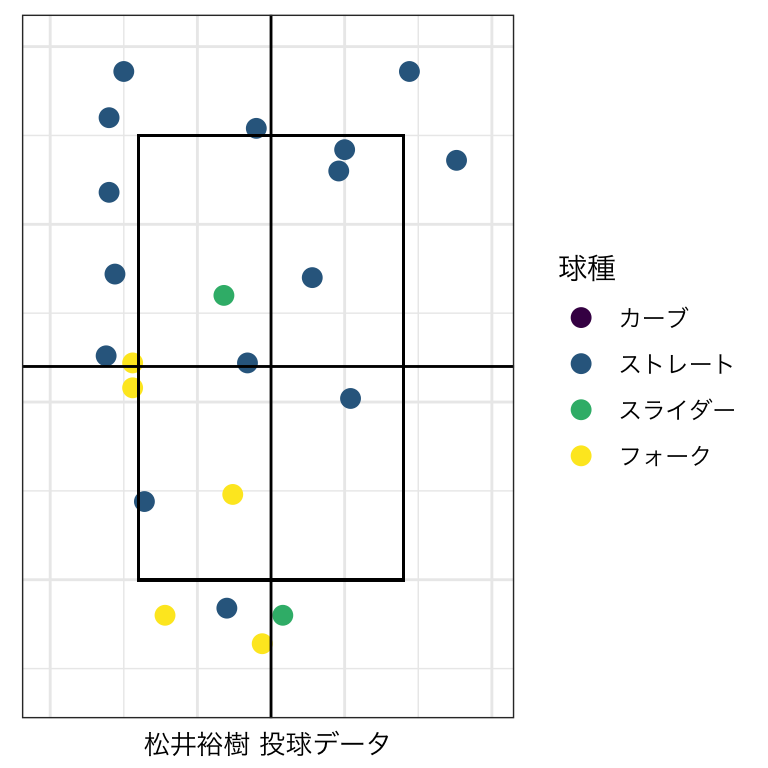 球種
カーブ
ストレート
スライダー
フォーク
松井裕樹 投球データ